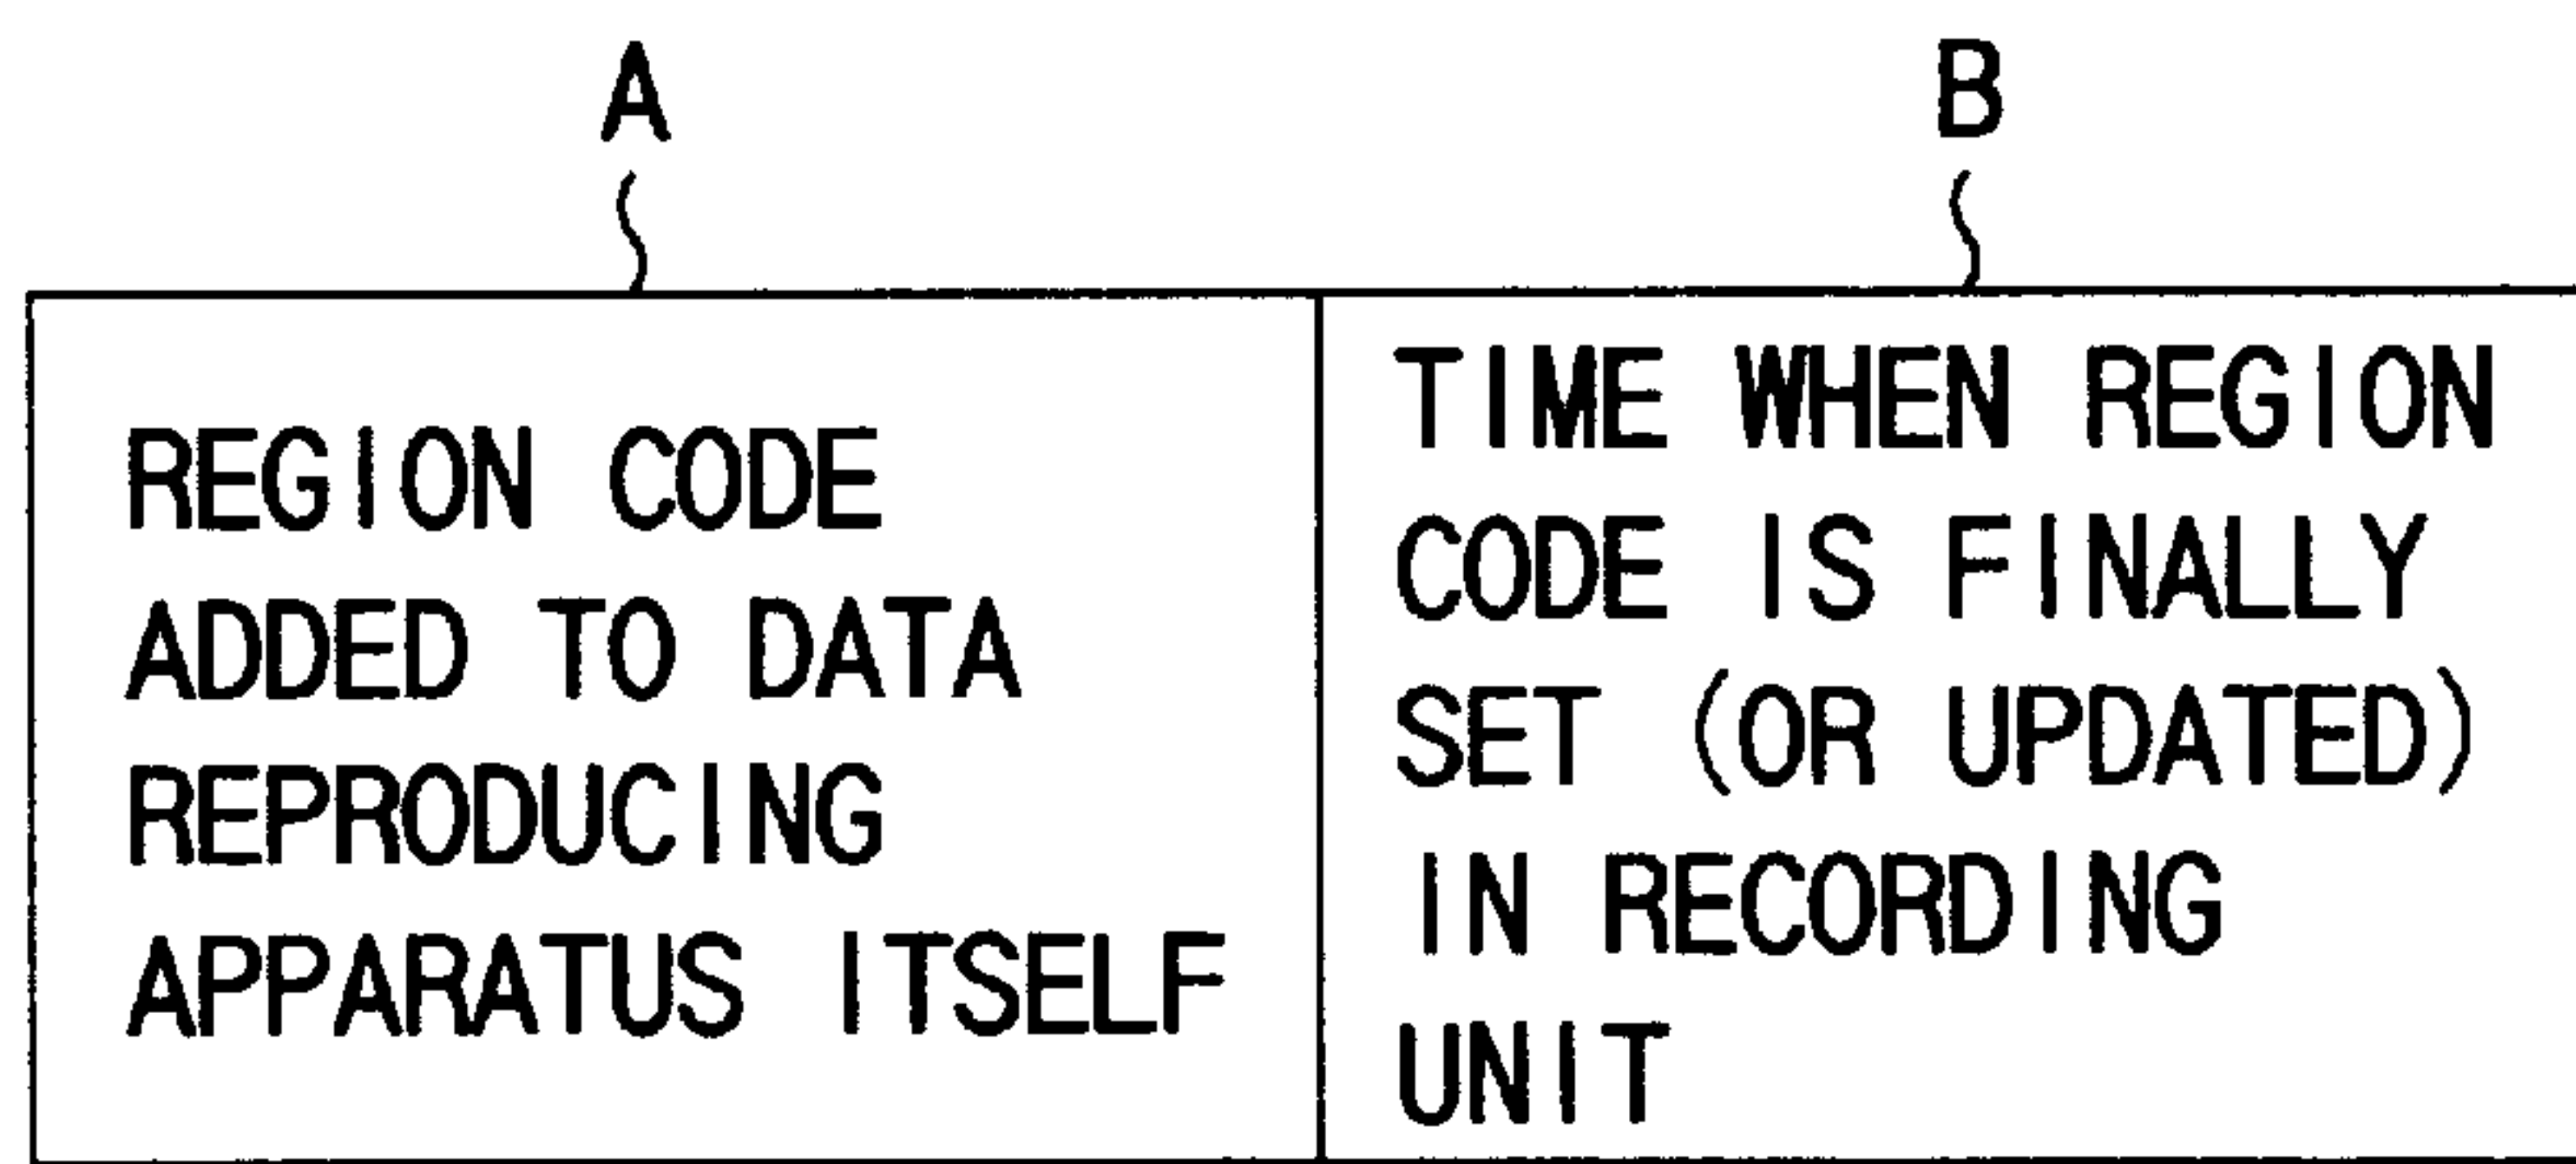 A
B
REGION CODE
ADDED TO DATA
REPRODUCING
APPARATUS ITSELF
TIME WHEN REGION
CODE IS FINALLY
SET (OR UPDATED)
IN RECORDING
UNIT